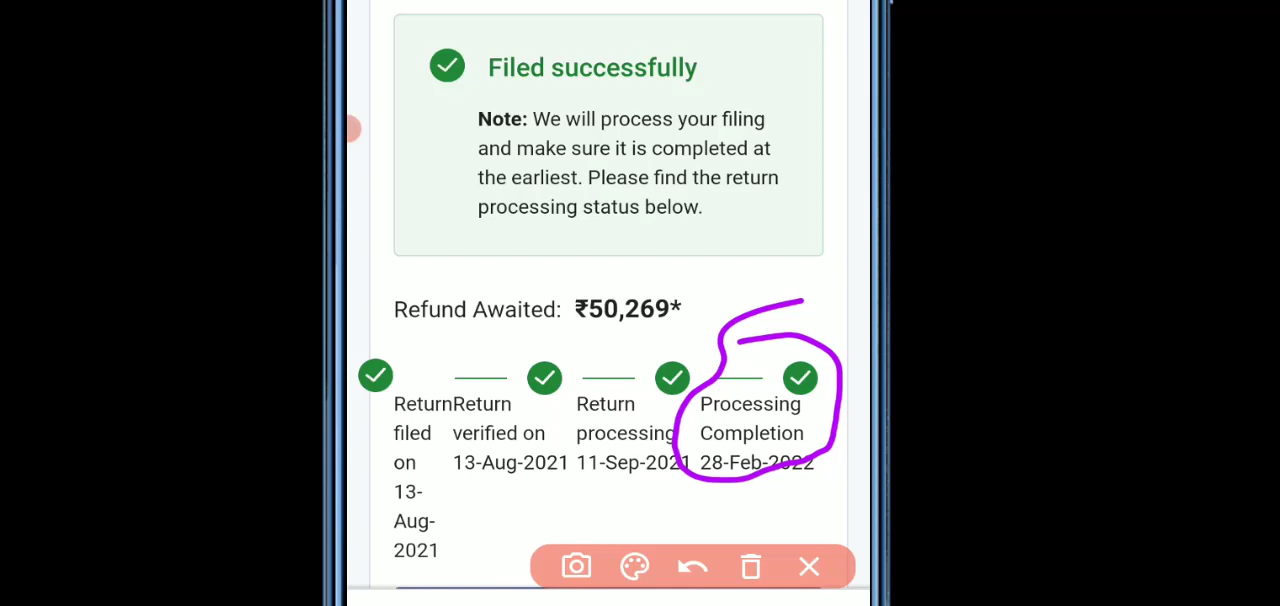 Filed successfully
Note: We will process your filing
and make sure it is completed at
the earliest. Please find the return
processing status below.
Refund Awaited: ₹50,269*
Return
filed
on
13-
Aug-
2021
Return
verified on
13-Aug-2021
Return
processing
11-Sep-2021
Processing
Completion
28-Feb-2022